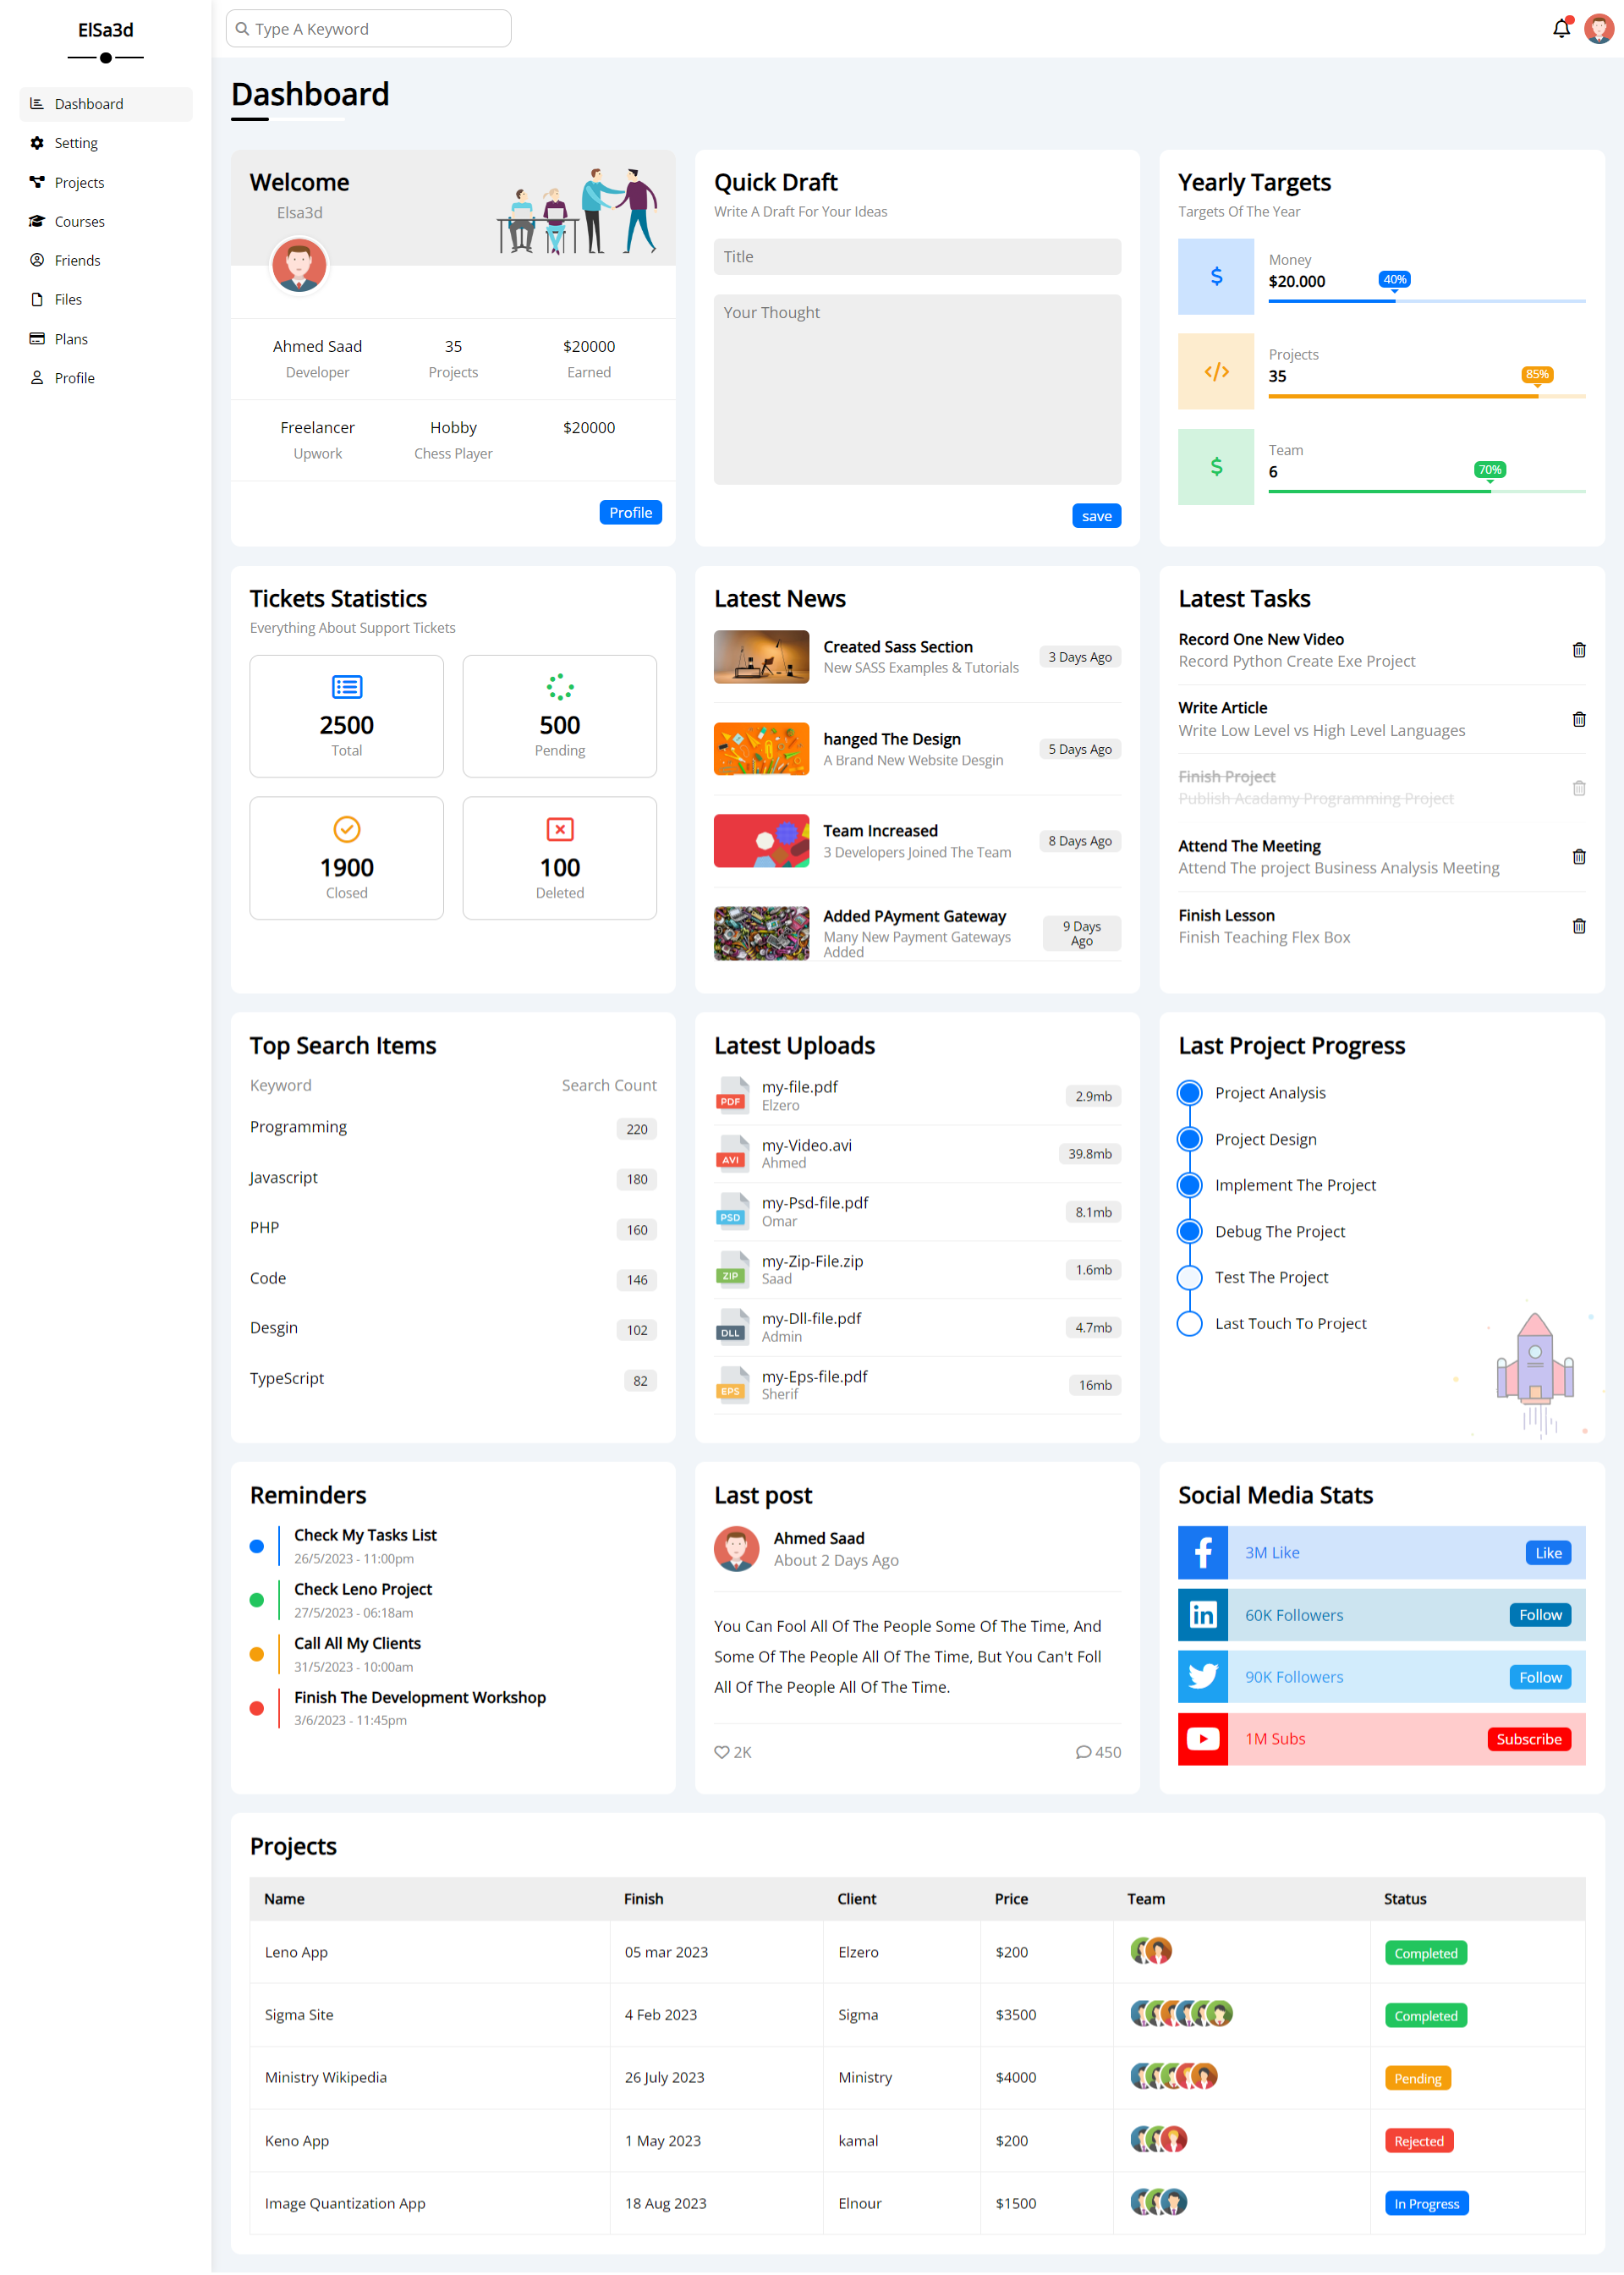 ElSa3d
Dashboard
Setting
Projects
Courses
Friends
Files
Plans
Profile
Type A Keyword
Dashboard
Welcome
Elsa3d
Ahmed Saad
Developer
35
Projects
$20000
Earned
Freelancer
Upwork
Hobby
Chess Player
$20000
Profile
Quick Draft
Write A Draft For Your Ideas
Title
Your Thought
save
Yearly Targets
Targets Of The Year
Money
$20.000
40%
Projects
35
85%
Team
6
70%
Tickets Statistics
Everything About Support Tickets
2500
Total
500
Pending
1900
Closed
100
Deleted
Latest News
Created Sass Section
New SASS Examples & Tutorials
3 Days Ago
hanged The Design
A Brand New Website Desgin
5 Days Ago
Team Increased
3 Developers Joined The Team
8 Days Ago
Added PAyment Gateway
Many New Payment Gateways
Added
9 Days
Ago
Latest Tasks
Record One New Video
Record Python Create Exe Project
Write Article
Write Low Level vs High Level Languages
Finish Project
Publish Acadamy Programming Project
Attend The Meeting
Attend The project Business Analysis Meeting
Finish Lesson
Finish Teaching Flex Box
Top Search Items
Keyword Search Count
Programming 220
Javascript 180
PHP 160
Code 146
Desgin 102
TypeScript 82
Latest Uploads
PDF
my-file.pdf
Elzero
2.9mb
AVI
my-Video.avi
Ahmed
39.8mb
PSD
my-Psd-file.pdf
Omar
8.1mb
ZIP
my-Zip-File.zip
Saad
1.6mb
DLL
my-Dll-file.pdf
Admin
4.7mb
EPS
my-Eps-file.pdf
Sherif
16mb
Last Project Progress
Project Analysis
Project Design
Implement The Project
Debug The Project
Test The Project
Last Touch To Project
Reminders
Check My Tasks List
26/5/2023 - 11:00pm
Check Leno Project
27/5/2023 - 06:18am
Call All My Clients
31/5/2023 - 10:00am
Finish The Development Workshop
3/6/2023 - 11:45pm
Last post
Ahmed Saad
About 2 Days Ago
You Can Fool All Of The People Some Of The Time, And
Some Of The People All Of The Time, But You Can't Foll
All Of The People All Of The Time.
2K 450
Social Media Stats
3M Like Like
60K Followers Follow
90K Followers Follow
1M Subs Subscribe
Projects
Name Finish Client Price Team Status
Leno App 05 mar 2023 Elzero $200 Completed
Sigma Site 4 Feb 2023 Sigma $3500 Completed
Ministry Wikipedia 26 July 2023 Ministry $4000 Pending
Keno App 1 May 2023 kamal $200 Rejected
Image Quantization App 18 Aug 2023 Elnour $1500 In Progress